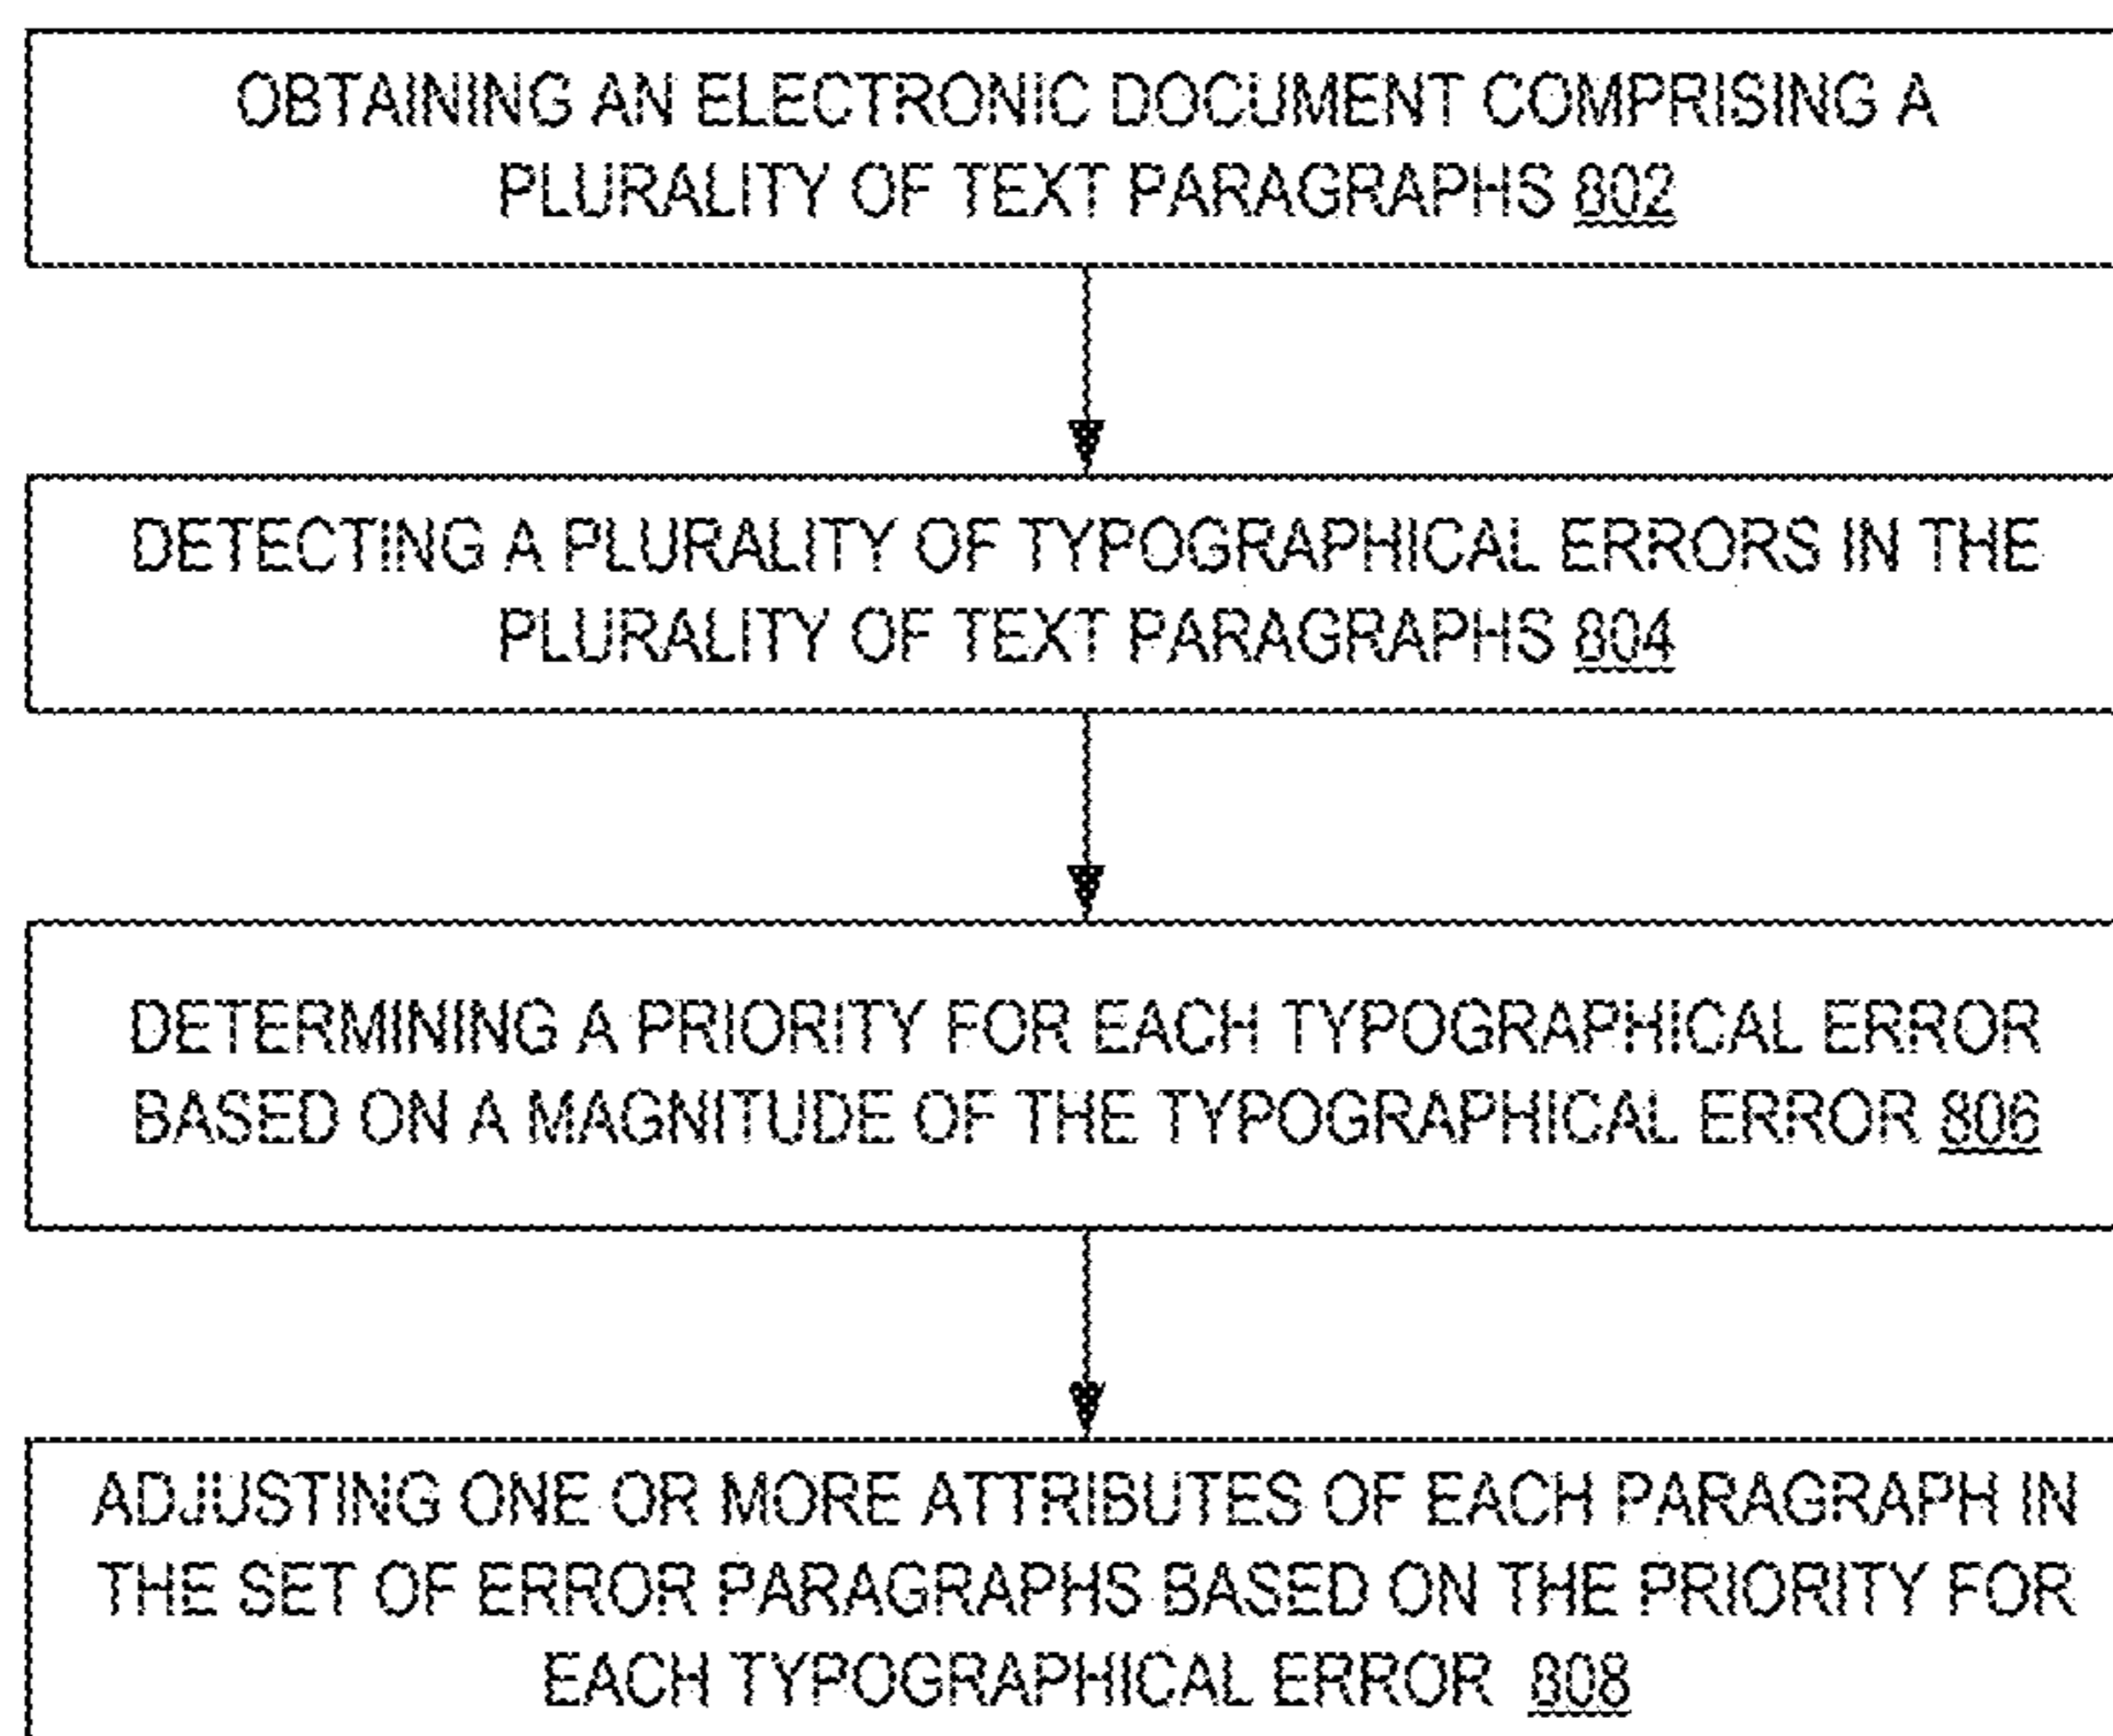 OBTAINING AN ELECTRONIC DOCUMENT COMPRISING A
PLURALITY OF TEXT PARAGRAPHS 802
DETECTING A PLURALITY OF TYPOGRAPHICAL ERRORS IN THE
PLURALITY OF TEXT PARAGRAPHS 804
DETERMINING A PRIORITY FOR EACH TYPOGRAPHICAL ERROR
BASED ON A MAGNITUDE OF THE TYPOGRAPHICAL ERROR 806
ADJUSTING ONE OR MORE ATTRIBUTES OF EACH PARAGRAPH IN
THE SET OF ERROR PARAGRAPHS BASED ON THE PRIORITY FOR
EACH TYPOGRAPHICAL ERROR 808